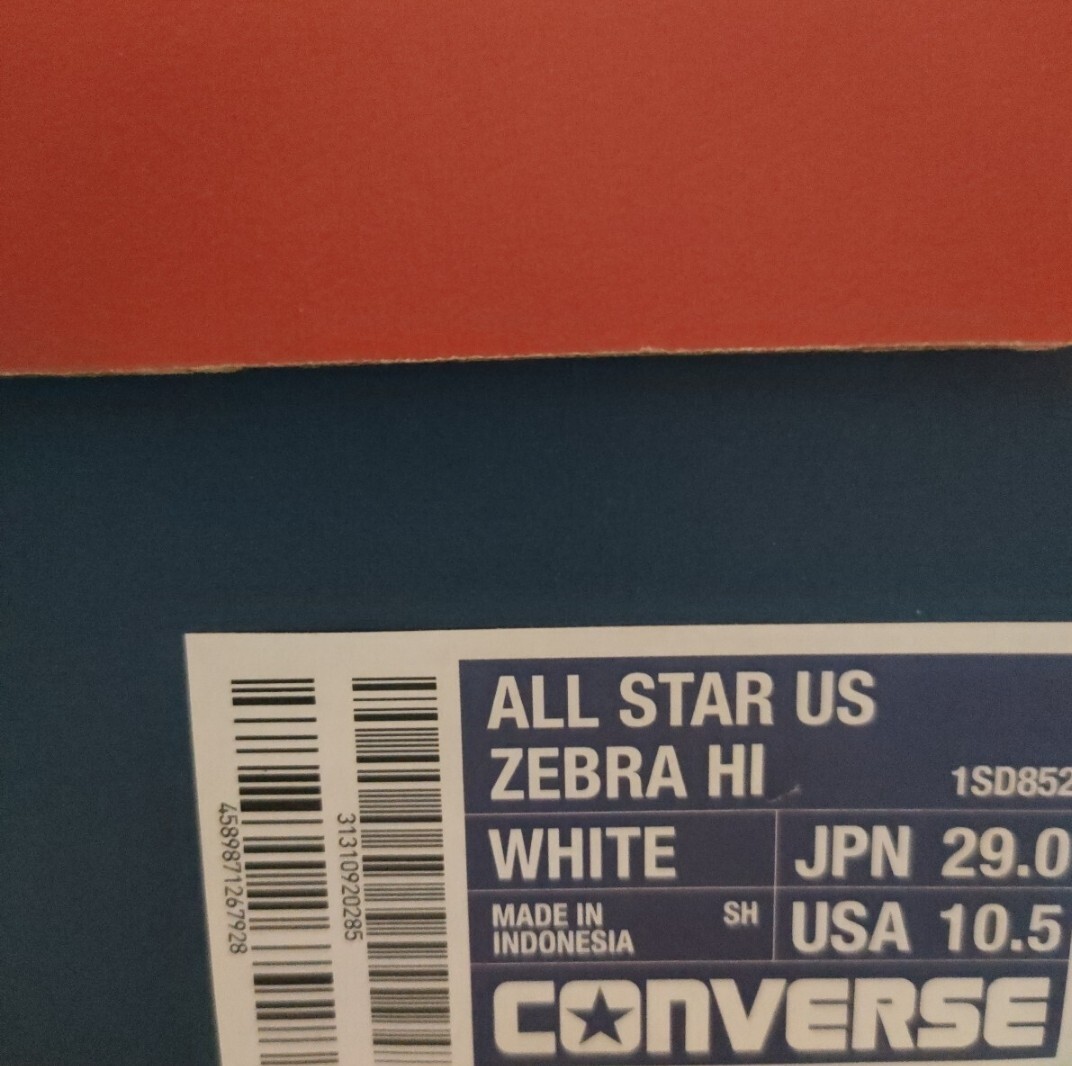 ALL STAR US
ZEBRA HI
1SD852
WHITE
JPN 29.0
MADE IN
INDONESIA
SH
USA 10.5
CONVERSE
4589871267928
31310920285